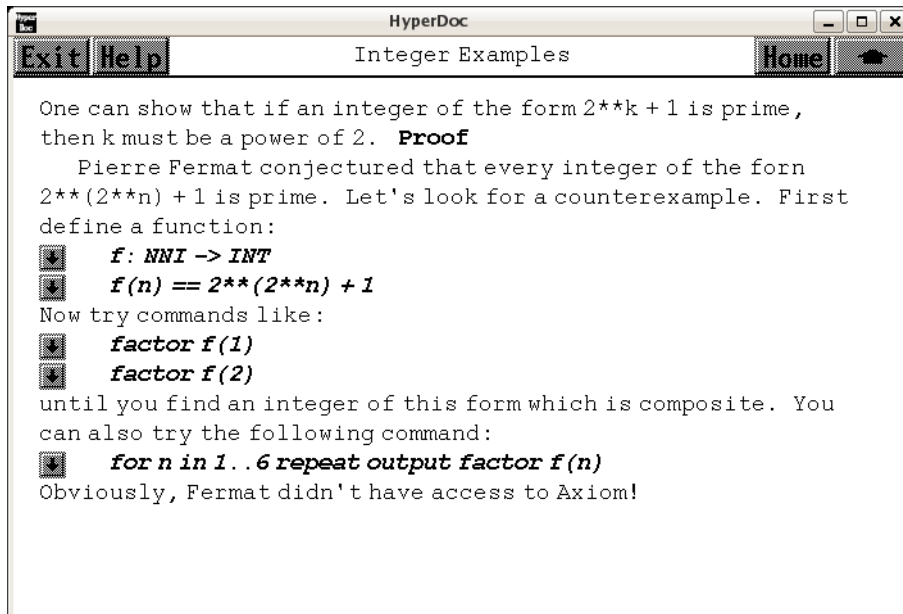 Hyper Doc
HyperDoc
Exit Help Integer Examples Home
One can show that if an integer of the form 2**k + 1 is prime,
then k must be a power of 2. Proof
Pierre Fermat conjectured that every integer of the forn
2**(2**n) + 1 is prime. Let's look for a counterexample. First
define a function:
f: NNI -> INT
f(n) == 2**(2**n) + 1
Now try commands like:
factor f(1)
factor f(2)
until you find an integer of this form which is composite. You
can also try the following command:
for n in 1..6 repeat output factor f(n)
Obviously, Fermat didn't have access to Axiom!